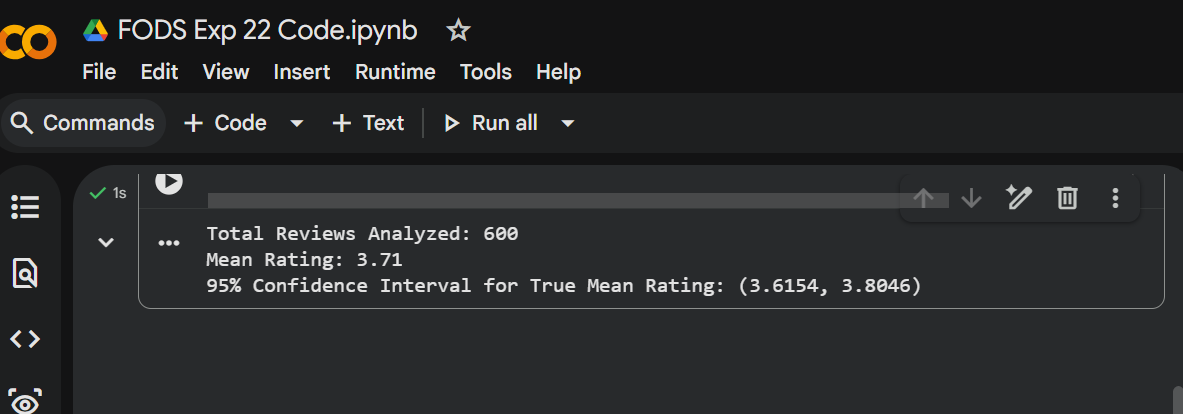 FODS Exp 22 Code.ipynb
File Edit View Insert Runtime Tools Help
Commands + Code + Text Run all
1s
Total Reviews Analyzed: 600
Mean Rating: 3.71
95% Confidence Interval for True Mean Rating: (3.6154, 3.8046)